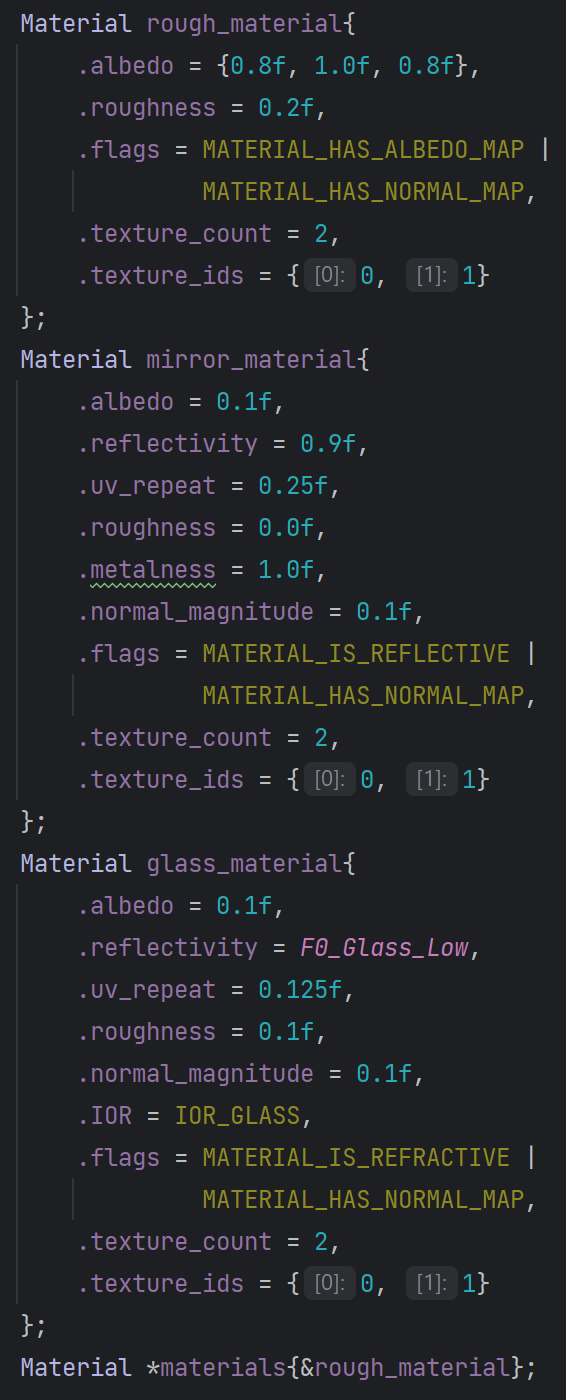 Material rough_material{
    .albedo = {0.8f, 1.0f, 0.8f},
    .roughness = 0.2f,
    .flags = MATERIAL_HAS_ALBEDO_MAP |
             MATERIAL_HAS_NORMAL_MAP,
    .texture_count = 2,
    .texture_ids = {[0]: 0, [1]: 1}
};
Material mirror_material{
    .albedo = 0.1f,
    .reflectivity = 0.9f,
    .uv_repeat = 0.25f,
    .roughness = 0.0f,
    .metalness = 1.0f,
    .normal_magnitude = 0.1f,
    .flags = MATERIAL_IS_REFLECTIVE |
             MATERIAL_HAS_NORMAL_MAP,
    .texture_count = 2,
    .texture_ids = {[0]: 0, [1]: 1}
};
Material glass_material{
    .albedo = 0.1f,
    .reflectivity = F0_Glass_Low,
    .uv_repeat = 0.125f,
    .roughness = 0.1f,
    .normal_magnitude = 0.1f,
    .IOR = IOR_GLASS,
    .flags = MATERIAL_IS_REFRACTIVE |
             MATERIAL_HAS_NORMAL_MAP,
    .texture_count = 2,
    .texture_ids = {[0]: 0, [1]: 1}
};
Material *materials{&rough_material};